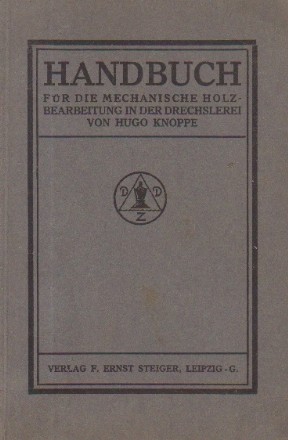 HANDBUCH
FÜR DIE MECHANISCHE HOLZ-
BEARBEITUNG IN DER DRECHSLEREI
VON HUGO KNOPPE
D D
Z
VERLAG F. ERNST STEIGER, LEIPZIG-G.